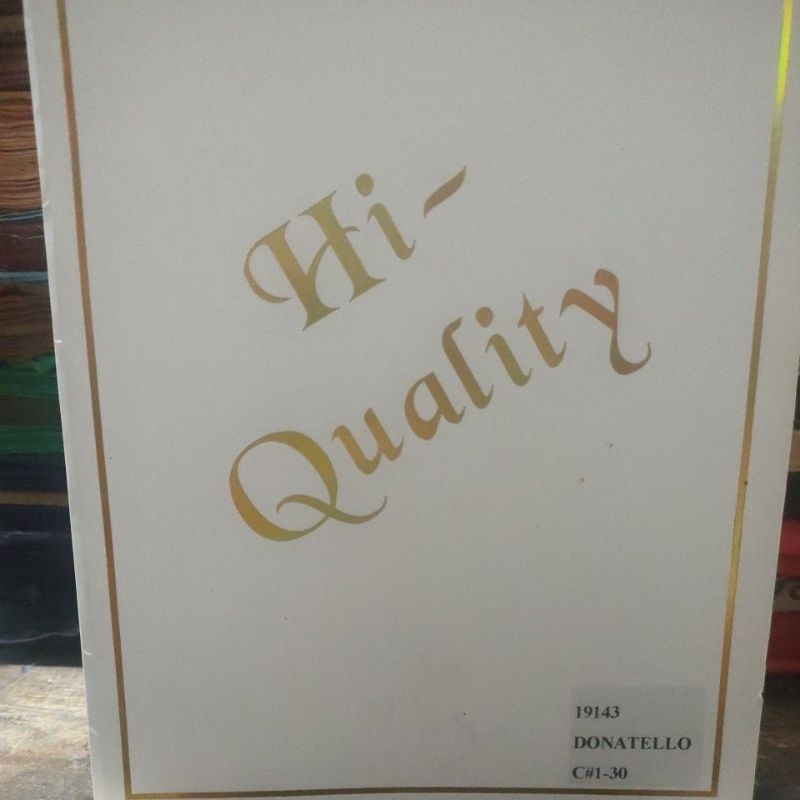 Hi-
Quality
19143
DONATELLO
C#1-30